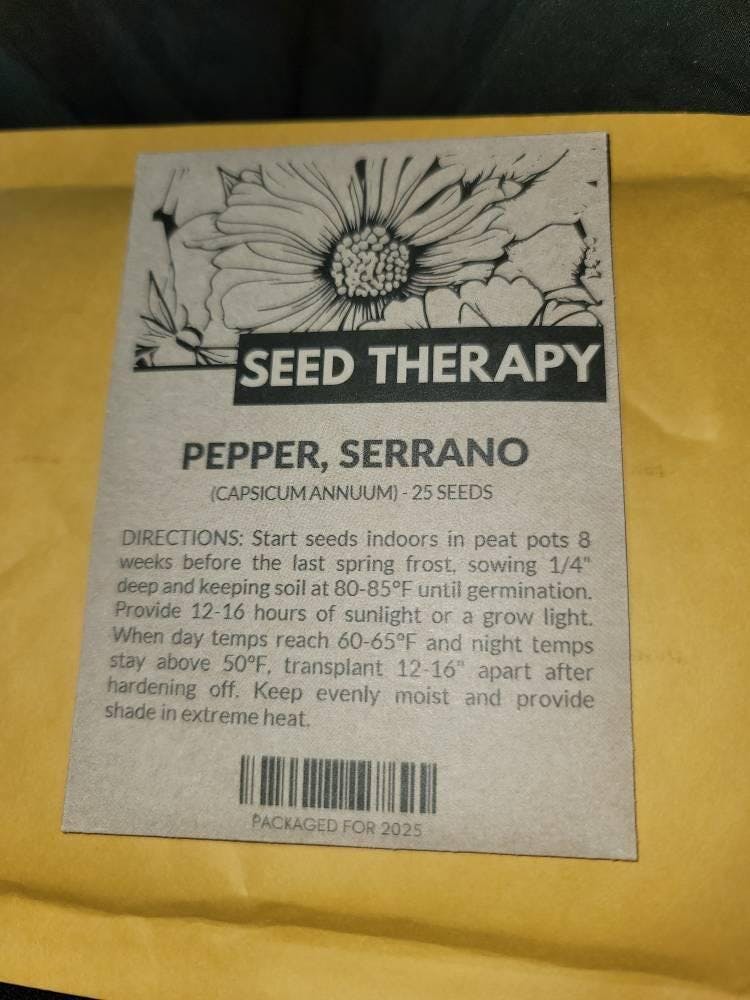 SEED THERAPY
PEPPER, SERRANO
(CAPSICUM ANNUUM) - 25 SEEDS
DIRECTIONS: Start seeds indoors in peat pots 8
weeks before the last spring frost, sowing 1/4"
deep and keeping soil at 80-85°F until germination.
Provide 12-16 hours of sunlight or a grow light.
When day temps reach 60-65°F and night temps
stay above 50°F, transplant 12-16" apart after
hardening off. Keep evenly moist and provide
shade in extreme heat.
PACKAGED FOR 2025